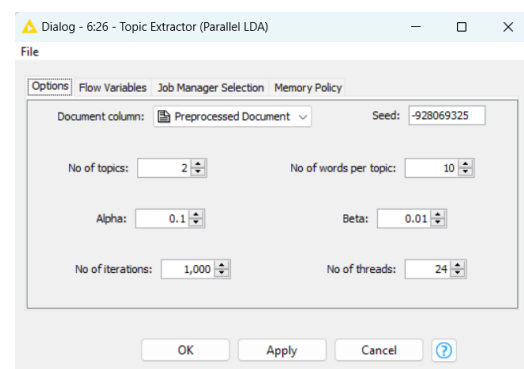 Dialog - 6:26 - Topic Extractor (Parallel LDA)
File
Options Flow Variables Job Manager Selection Memory Policy
Document column: Preprocessed Document Seed: -928069325
No of topics: 2 No of words per topic: 10
Alpha: 0.1 Beta: 0.01
No of iterations: 1,000 No of threads: 24
OK Apply Cancel ?